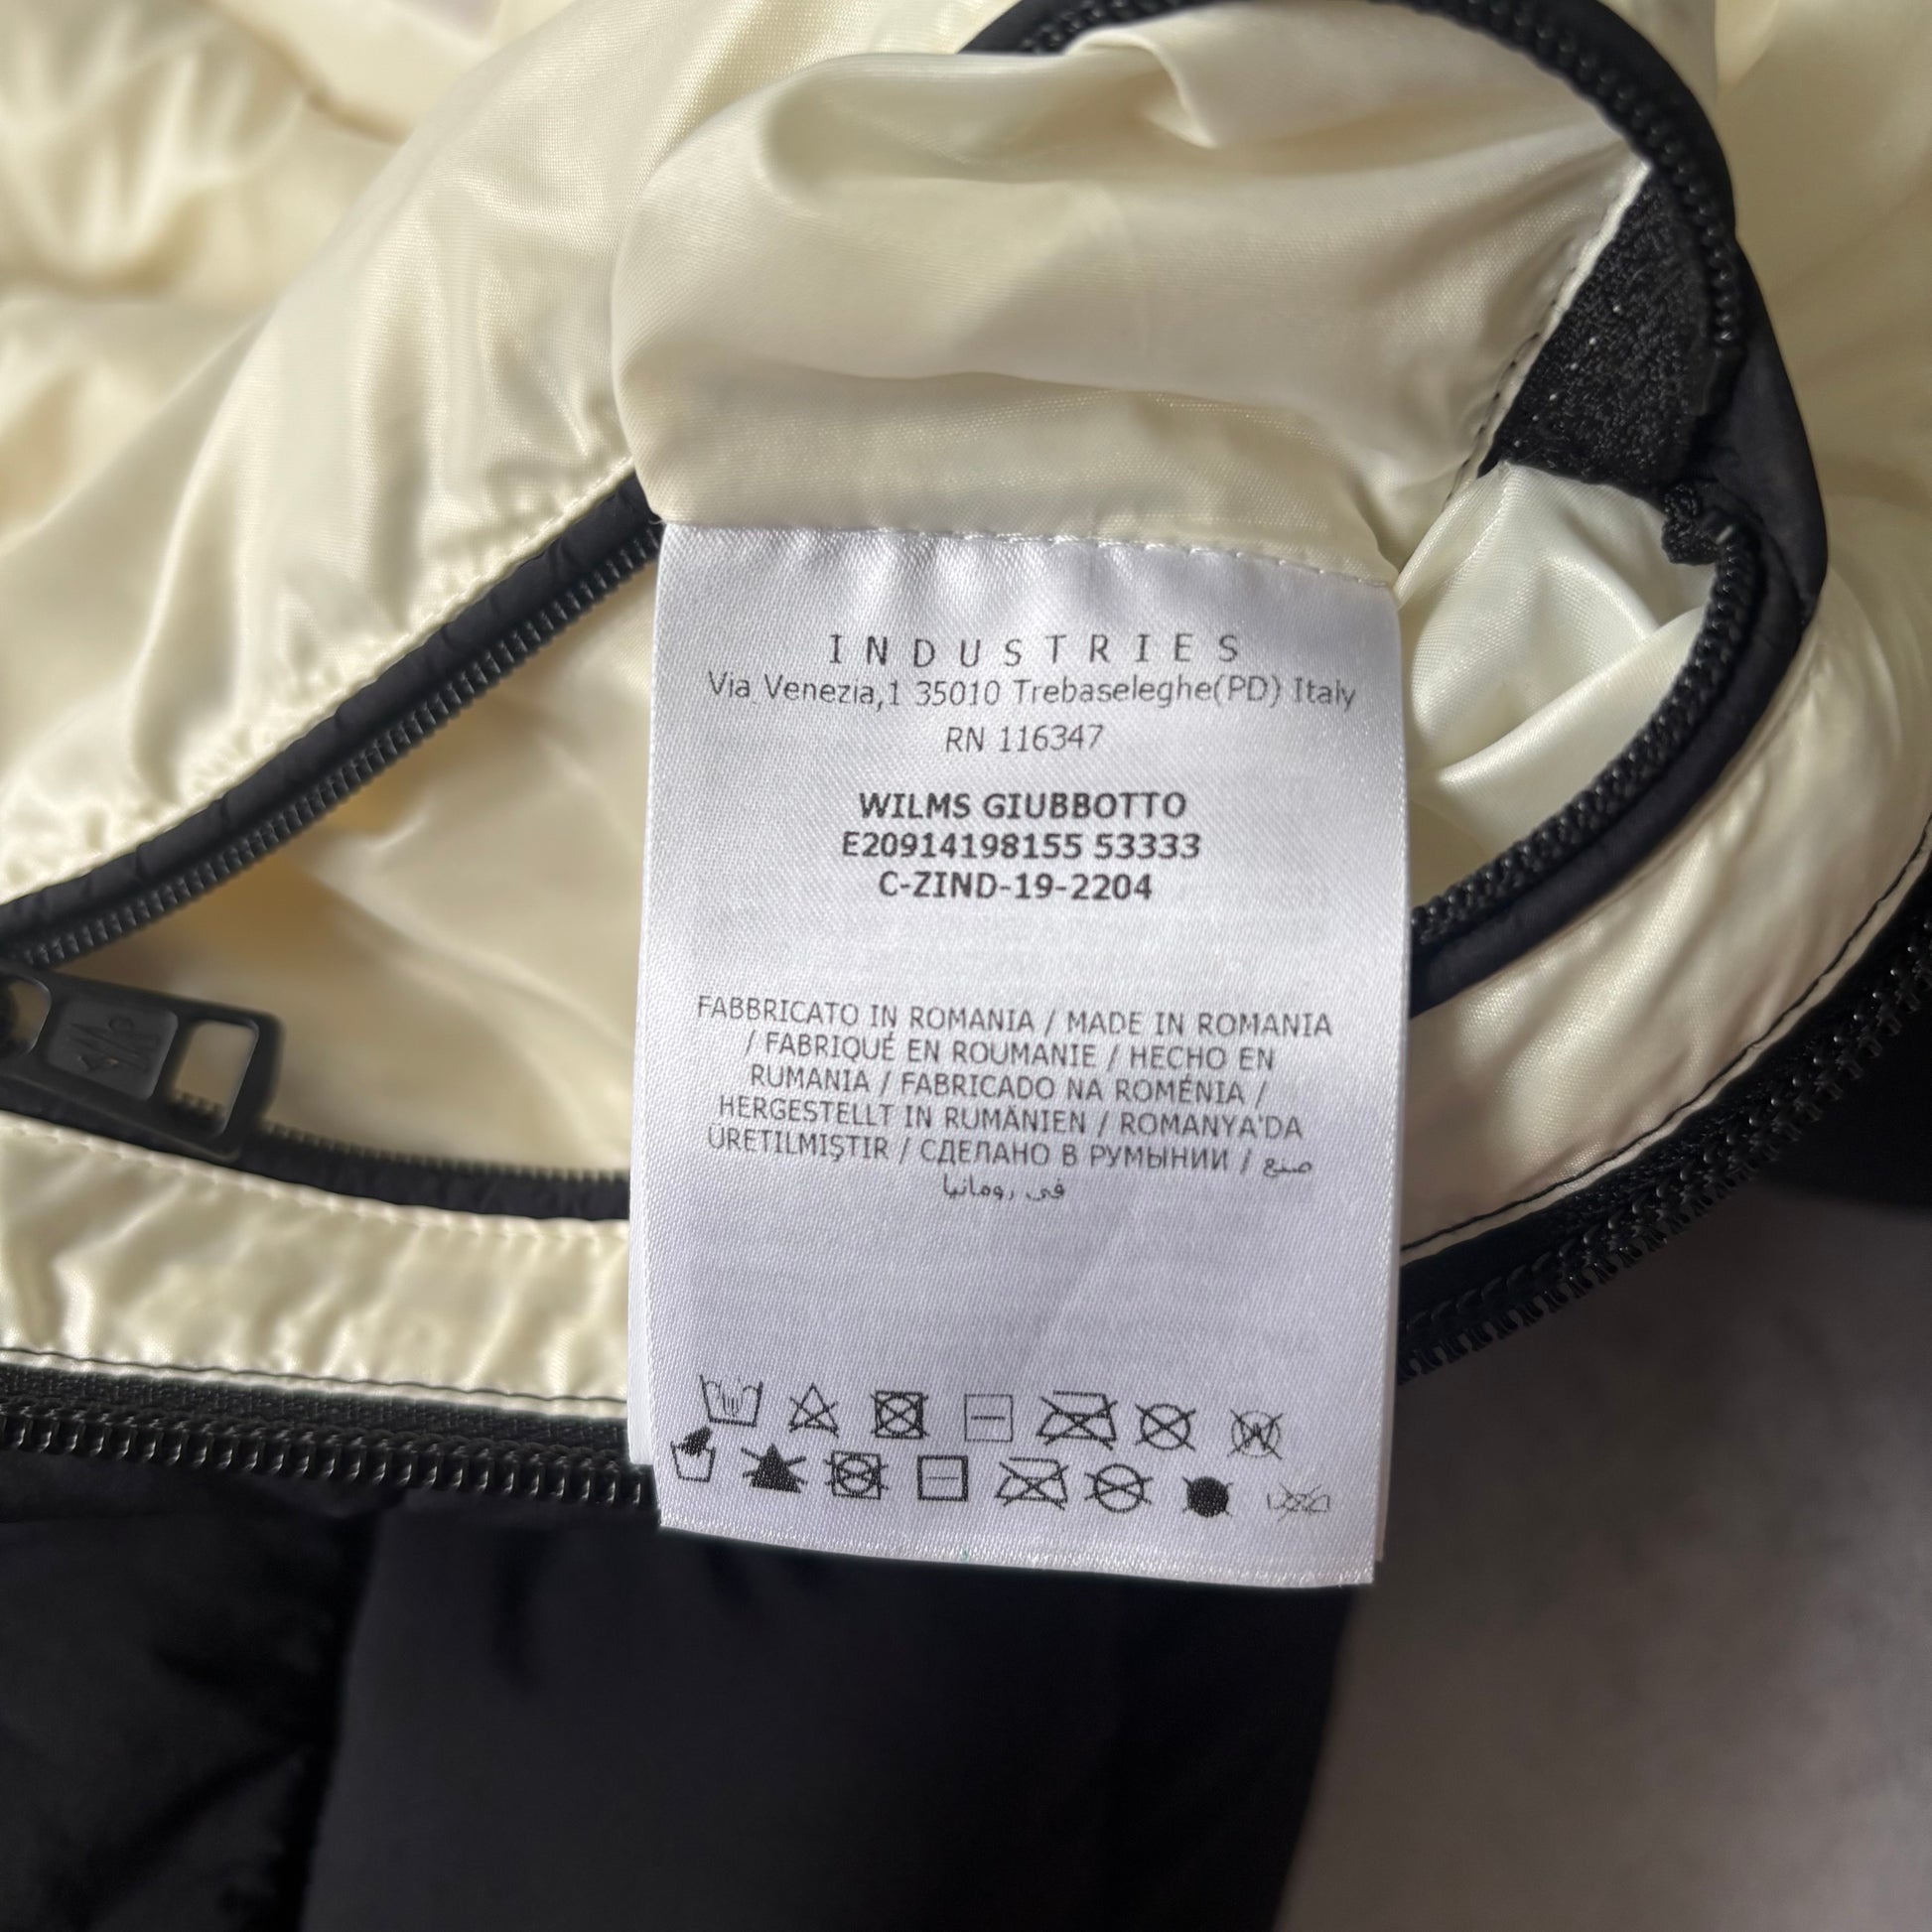 INDUSTRIES
Via Venezia,1 35010 Trebaseleghe(PD) Italy
RN 116347
WILMS GIUBBOTTO
E20914198155 53333
C-ZIND-19-2204
FABBRICATO IN ROMANIA / MADE IN ROMANIA
/ FABRIQUÉ EN ROUMANIE / HECHO EN
RUMANIA / FABRICADO NA ROMÉNIA /
HERGESTELLT IN RUMÄNIEN / ROMANYA'DA
ÜRETILMIŞTIR / СДЕЛАНО В РУМЫНИИ / صنع
في رومانيا
W